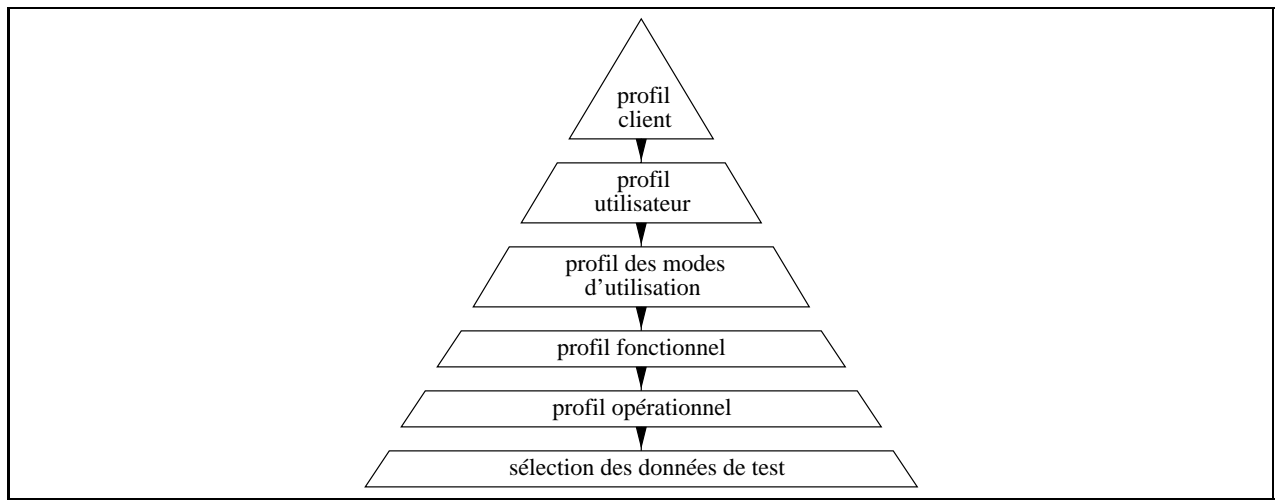 profil
client
profil
utilisateur
profil des modes
d’utilisation
profil fonctionnel
profil opérationnel
sélection des données de test